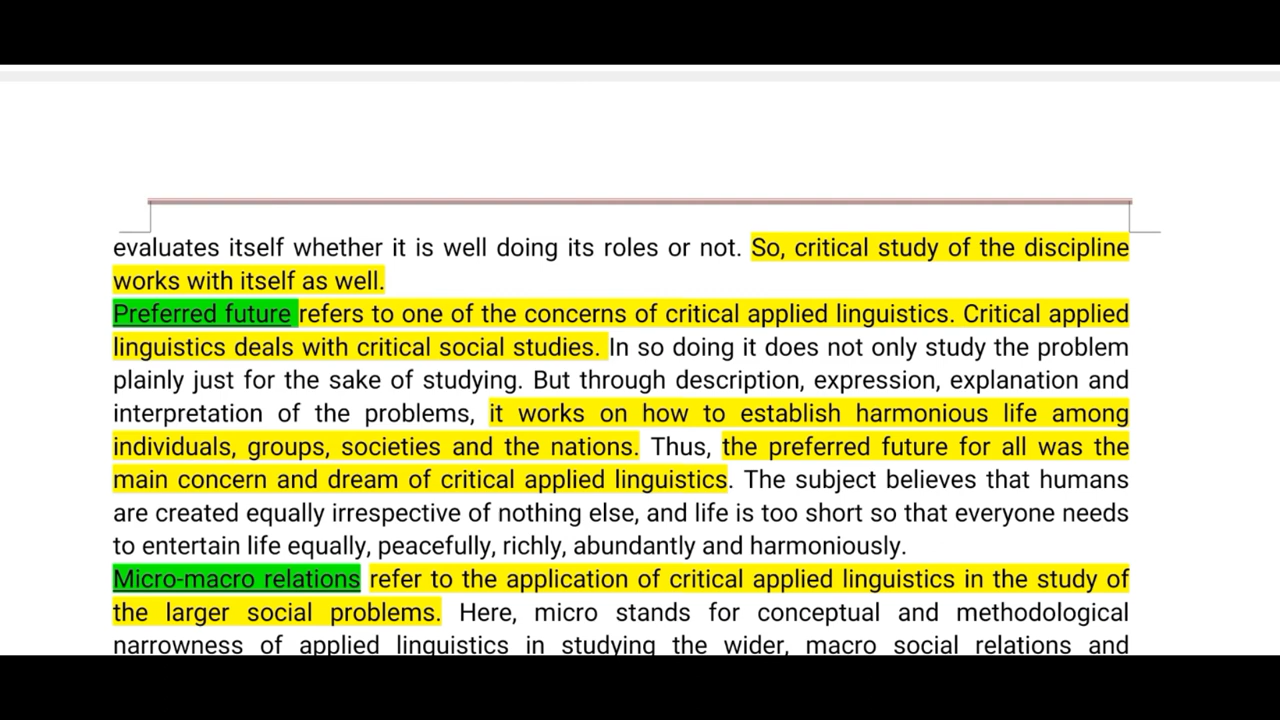 evaluates itself whether it is well doing its roles or not. So, critical study of the discipline
works with itself as well.
Preferred future refers to one of the concerns of critical applied linguistics. Critical applied
linguistics deals with critical social studies. In so doing it does not only study the problem
plainly just for the sake of studying. But through description, expression, explanation and
interpretation of the problems, it works on how to establish harmonious life among
individuals, groups, societies and the nations. Thus, the preferred future for all was the
main concern and dream of critical applied linguistics. The subject believes that humans
are created equally irrespective of nothing else, and life is too short so that everyone needs
to entertain life equally, peacefully, richly, abundantly and harmoniously.
Micro-macro relations refer to the application of critical applied linguistics in the study of
the larger social problems. Here, micro stands for conceptual and methodological
narrowness of applied linguistics in studying the wider, macro social relations and